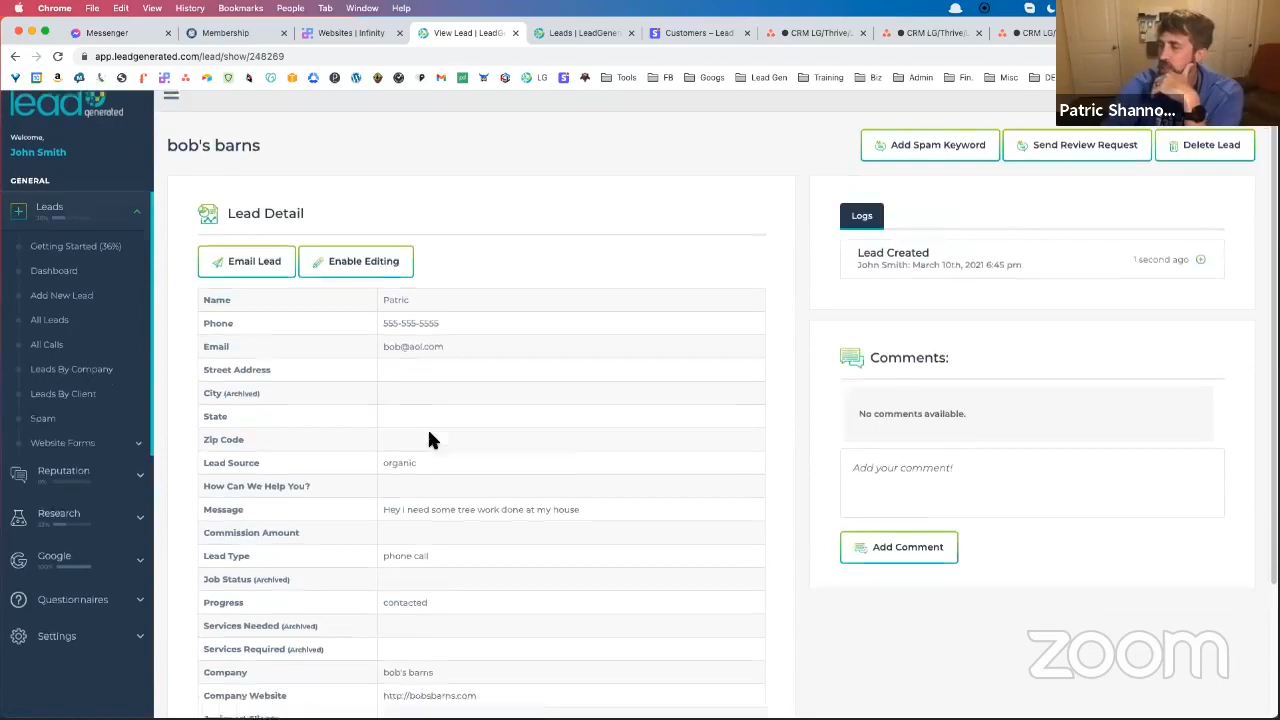 Chrome File Edit View History Bookmarks People Tab Window Help
Messenger Membership Websites | Infinity View Lead | LeadG Leads | LeadGen Customers – Lead CRM LG/Thrive/ CRM LG/Thrive/
app.leadgenerated.com/lead/show/248269
LG Tools FB Googs Lead Gen Training Biz Admin Fin. Misc DE
Patric Shanno...
lead
generated
Welcome,
John Smith
GENERAL
Leads
Getting Started (36%)
Dashboard
Add New Lead
All Leads
All Calls
Leads By Company
Leads By Client
Spam
Website Forms
Reputation
0%
Research
Google
100%
Questionnaires
Settings
bob's barns
Add Spam Keyword
Send Review Request
Delete Lead
Lead Detail
Email Lead
Enable Editing
Name Patric
Phone 555-555-5555
Email bob@aol.com
Street Address
City (Archived)
State
Zip Code
Lead Source organic
How Can We Help You?
Message Hey i need some tree work done at my house
Commission Amount
Lead Type phone call
Job Status (Archived)
Progress contacted
Services Needed (Archived)
Services Required (Archived)
Company bob's barns
Company Website http://bobsbarns.com
Logs
Lead Created
John Smith: March 10th, 2021 6:45 pm
1 second ago
Comments:
No comments available.
Add your comment!
Add Comment
zoom